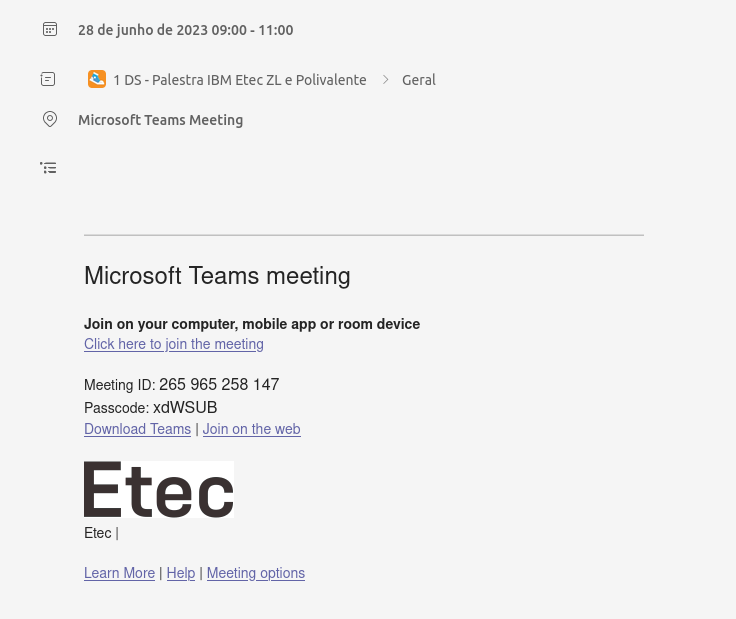 28 de junho de 2023 09:00 - 11:00
1 DS - Palestra IBM Etec ZL e Polivalente > Geral
Microsoft Teams Meeting
Microsoft Teams meeting
Join on your computer, mobile app or room device
Click here to join the meeting
Meeting ID: 265 965 258 147
Passcode: xdWSUB
Download Teams | Join on the web
Etec
Etec |
Learn More | Help | Meeting options